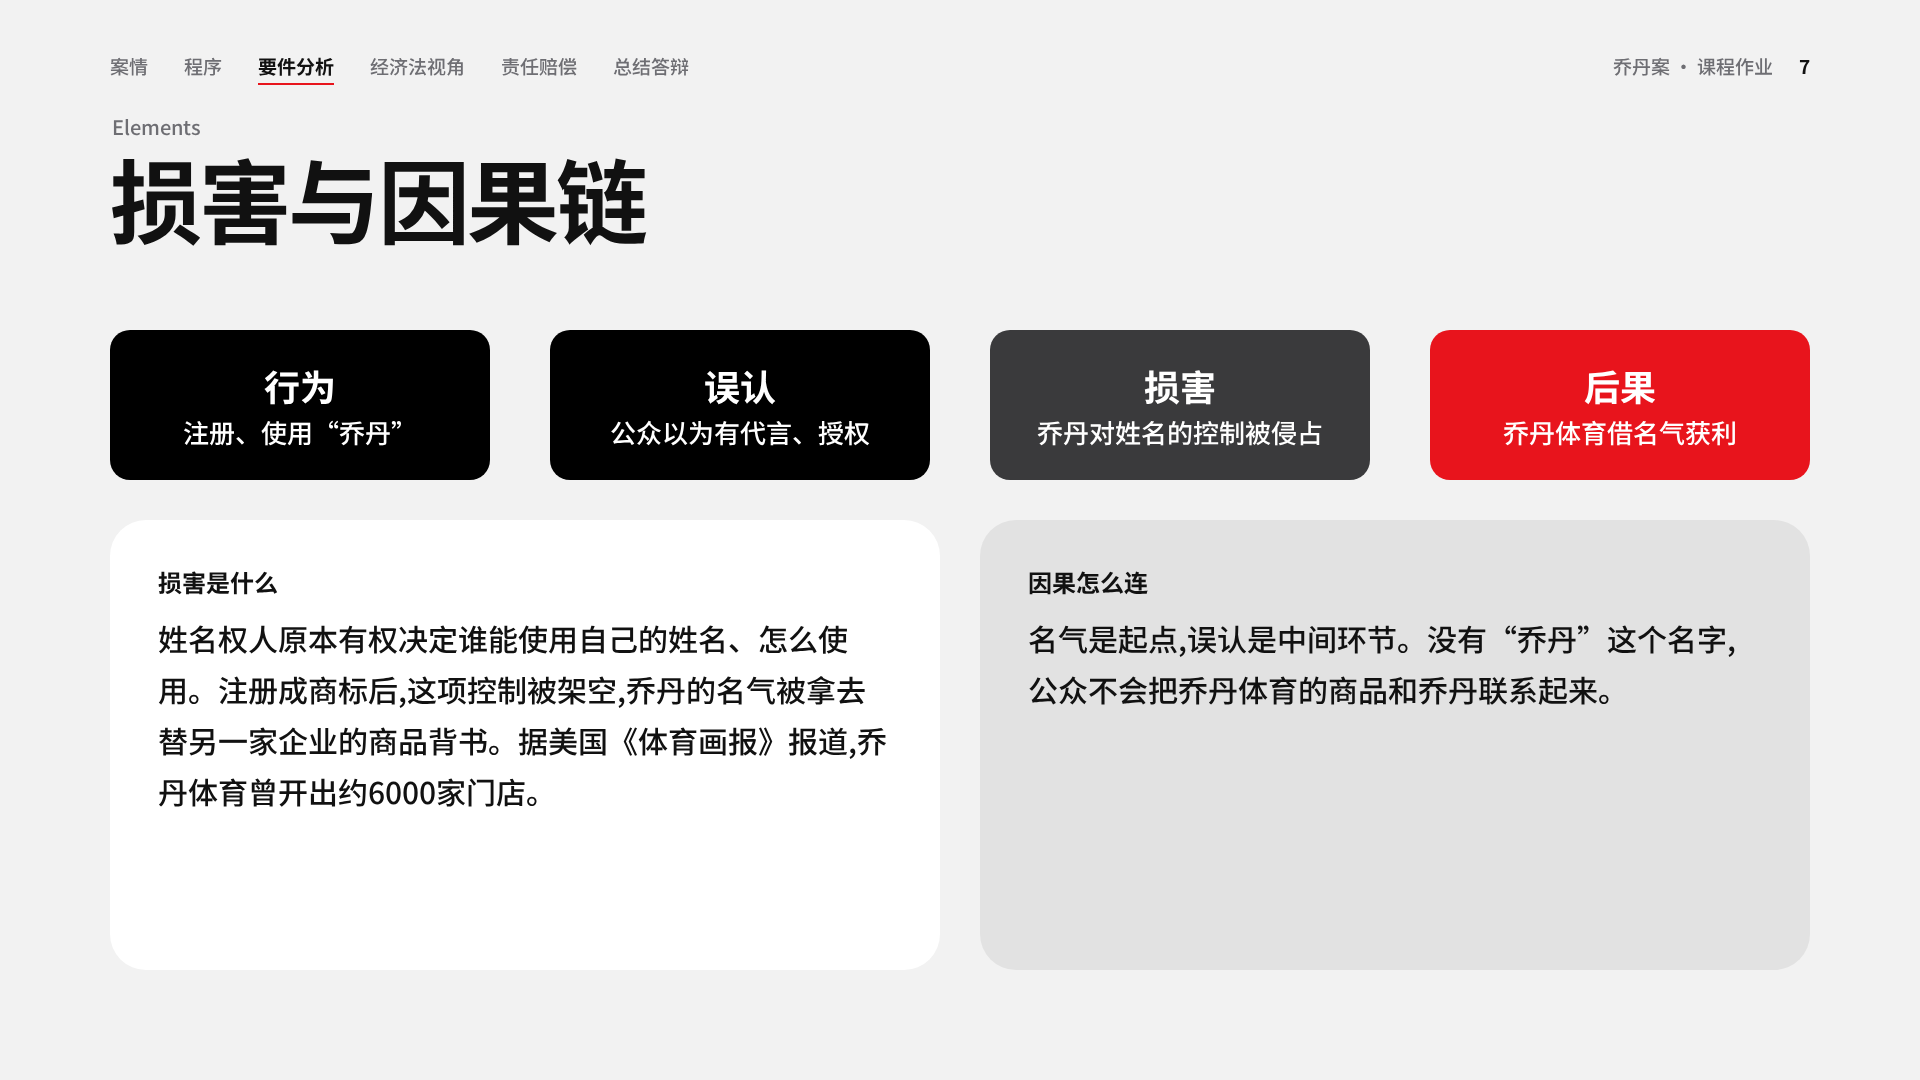 案情 程序 要件分析 经济法视角 责任赔偿 总结答辩 乔丹案 · 课程作业 7
Elements
损害与因果链
行为
注册、使用“乔丹”
误认
公众以为有代言、授权
损害
乔丹对姓名的控制被侵占
后果
乔丹体育借名气获利
损害是什么
姓名权人原本有权决定谁能使用自己的姓名、怎么使
用。注册成商标后,这项控制被架空,乔丹的名气被拿去
替另一家企业的商品背书。据美国《体育画报》报道,乔
丹体育曾开出约6000家门店。
因果怎么连
名气是起点,误认是中间环节。没有“乔丹”这个名字,
公众不会把乔丹体育的商品和乔丹联系起来。